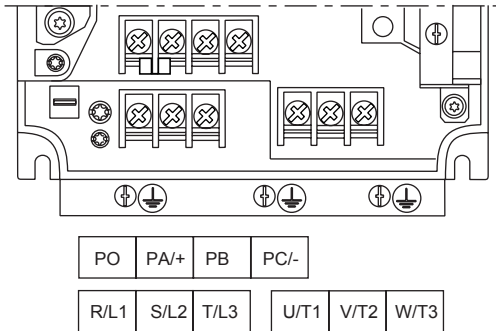 PO PA/+ PB PC/-
R/L1 S/L2 T/L3 U/T1 V/T2 W/T3